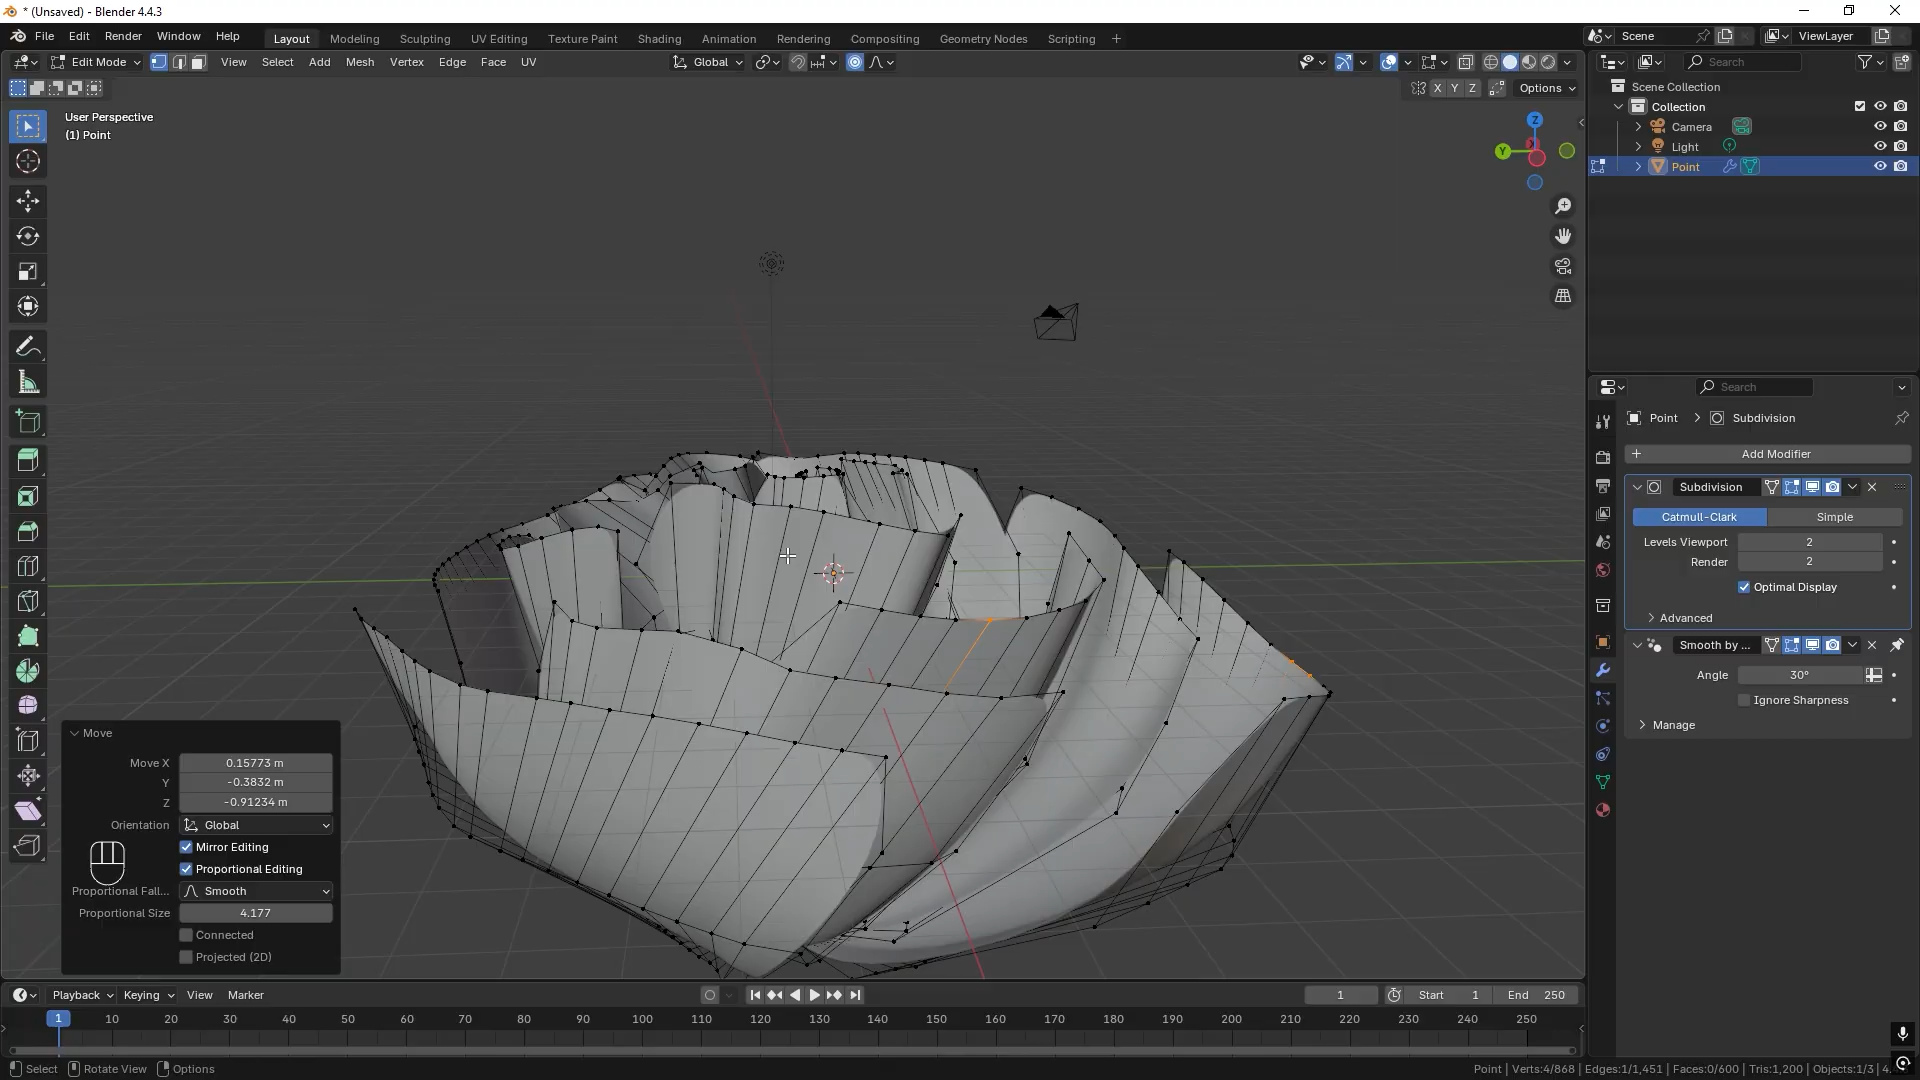 * (Unsaved) - Blender 4.4.3
File Edit Render Window Help
Layout Modeling Sculpting UV Editing Texture Paint Shading Animation Rendering Compositing Geometry Nodes Scripting +
Scene
ViewLayer
Edit Mode View Select Add Mesh Vertex Edge Face UV
Global
Search
X Y Z Options
User Perspective
(1) Point
Z
Y
Scene Collection
Collection
Camera
Light
Point
Search
Point > Subdivision
+ Add Modifier
Subdivision
Catmull-Clark Simple
Levels Viewport 2
Render 2
Optimal Display
Advanced
Smooth by ...
Angle 30°
Ignore Sharpness
Manage
Move
Move X 0.15773 m
Y -0.3832 m
Z -0.91234 m
Orientation Global
Mirror Editing
Proportional Editing
Proportional Fall... Smooth
Proportional Size 4.177
Connected
Projected (2D)
Playback Keying View Marker
1 Start 1 End 250
1 10 20 30 40 50 60 70 80 90 100 110 120 130 140 150 160 170 180 190 200 210 220 230 240 250
Select Rotate View Options
Point | Verts:4/868 | Edges:1/1,451 | Faces:0/600 | Tris:1,200 | Objects:1/3 | 4.